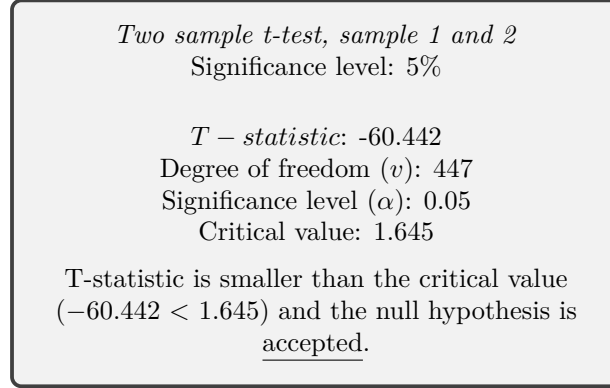 Two sample t-test, sample 1 and 2
Significance level: 5%
T − statistic: -60.442
Degree of freedom (v): 447
Significance level (α): 0.05
Critical value: 1.645
T-statistic is smaller than the critical value
(−60.442 < 1.645) and the null hypothesis is
accepted.